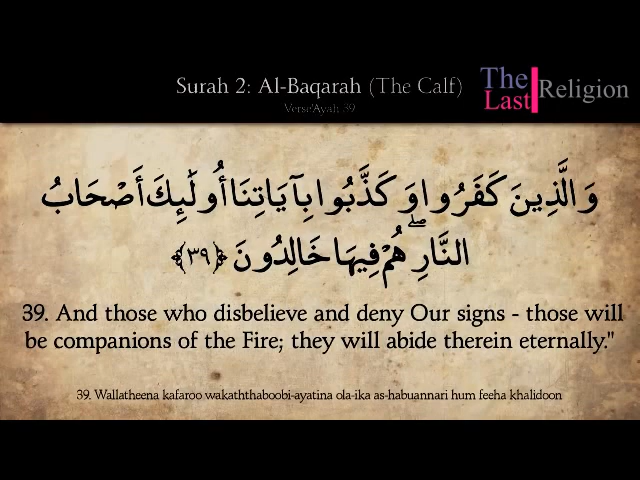 Surah 2: Al-Baqarah (The Calf)
Verse'Ayah 39
The Last Religion
وَالَّذِينَ كَفَرُوا وَكَذَّبُوا بِآيَاتِنَا أُولَٰئِكَ أَصْحَابُ
النَّارِ ۖ هُمْ فِيهَا خَالِدُونَ ﴿٣٩﴾
39. And those who disbelieve and deny Our signs - those will
be companions of the Fire; they will abide therein eternally."
39. Wallatheena kafaroo wakaththaboobi-ayatina ola-ika as-habuannari hum feeha khalidoon